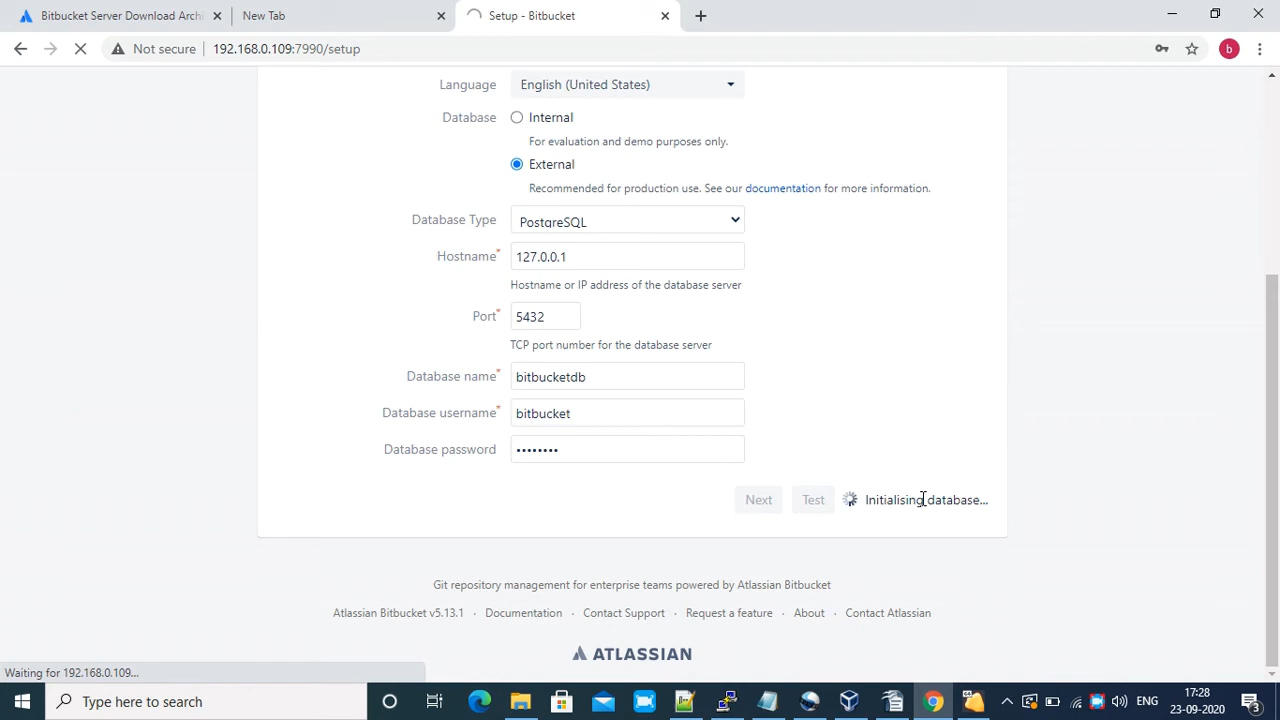 Bitbucket Server Download Archi
New Tab
Setup - Bitbucket
Not secure
192.168.0.109:7990/setup
b
Language
English (United States)
Database
Internal
For evaluation and demo purposes only.
External
Recommended for production use. See our documentation for more information.
Database Type
PostgreSQL
Hostname*
127.0.0.1
Hostname or IP address of the database server
Port*
5432
TCP port number for the database server
Database name*
bitbucketdb
Database username*
bitbucket
Database password
••••••••
Next
Test
Initialising database...
Git repository management for enterprise teams powered by Atlassian Bitbucket
Atlassian Bitbucket v5.13.1 · Documentation · Contact Support · Request a feature · About · Contact Atlassian
ATLASSIAN
Waiting for 192.168.0.109...
Type here to search
ENG
17:28
23-09-2020
3